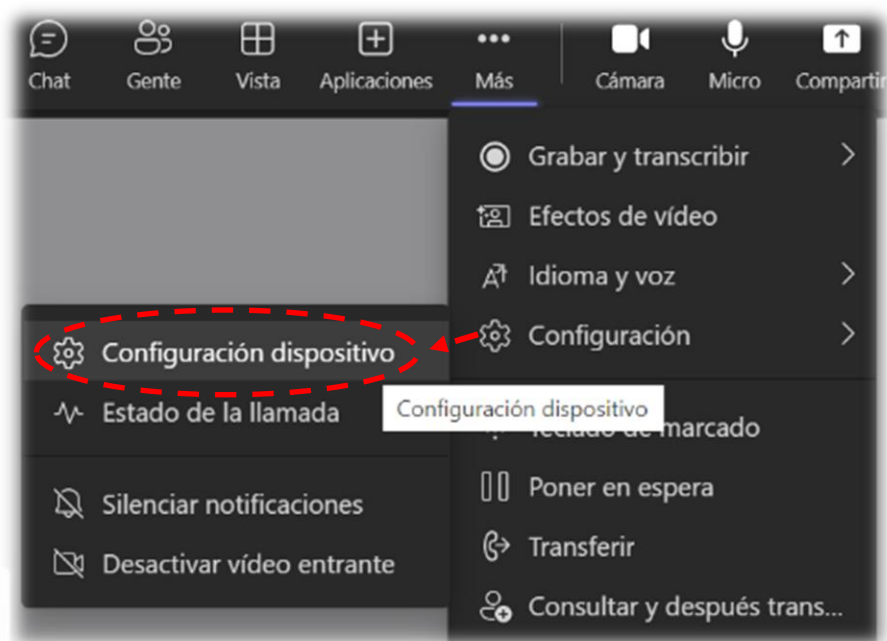 Chat Gente Vista Aplicaciones Más Cámara Micro Compartir
Grabar y transcribir
Efectos de vídeo
Idioma y voz
Configuración
Configuración dispositivo
Estado de la llamada
Configuración dispositivo
Teclado de marcado
Silenciar notificaciones
Poner en espera
Desactivar vídeo entrante
Transferir
Consultar y después trans...